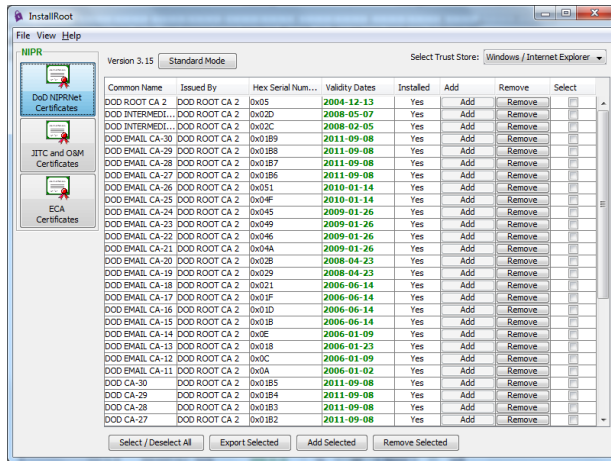 InstallRoot
File View Help
NIPR
DoD NIPRNet Certificates
JITC and O&M Certificates
ECA Certificates
Version 3.15 Standard Mode Select Trust Store: Windows / Internet Explorer
Common Name Issued By Hex Serial Num... Validity Dates Installed Add Remove Select
DOD ROOT CA 2 DOD ROOT CA 2 0x05 2004-12-13 Yes Add Remove
DOD INTERMEDI... DOD ROOT CA 2 0x02D 2008-05-07 Yes Add Remove
DOD INTERMEDI... DOD ROOT CA 2 0x02C 2008-02-05 Yes Add Remove
DOD EMAIL CA-30 DOD ROOT CA 2 0x01B9 2011-09-08 Yes Add Remove
DOD EMAIL CA-29 DOD ROOT CA 2 0x01B8 2011-09-08 Yes Add Remove
DOD EMAIL CA-28 DOD ROOT CA 2 0x01B7 2011-09-08 Yes Add Remove
DOD EMAIL CA-27 DOD ROOT CA 2 0x01B6 2011-09-08 Yes Add Remove
DOD EMAIL CA-26 DOD ROOT CA 2 0x051 2010-01-14 Yes Add Remove
DOD EMAIL CA-25 DOD ROOT CA 2 0x04F 2010-01-14 Yes Add Remove
DOD EMAIL CA-24 DOD ROOT CA 2 0x045 2009-01-26 Yes Add Remove
DOD EMAIL CA-23 DOD ROOT CA 2 0x049 2009-01-26 Yes Add Remove
DOD EMAIL CA-22 DOD ROOT CA 2 0x046 2009-01-26 Yes Add Remove
DOD EMAIL CA-21 DOD ROOT CA 2 0x04A 2009-01-26 Yes Add Remove
DOD EMAIL CA-20 DOD ROOT CA 2 0x02B 2008-04-23 Yes Add Remove
DOD EMAIL CA-19 DOD ROOT CA 2 0x029 2008-04-23 Yes Add Remove
DOD EMAIL CA-18 DOD ROOT CA 2 0x021 2006-06-14 Yes Add Remove
DOD EMAIL CA-17 DOD ROOT CA 2 0x01F 2006-06-14 Yes Add Remove
DOD EMAIL CA-16 DOD ROOT CA 2 0x01D 2006-06-14 Yes Add Remove
DOD EMAIL CA-15 DOD ROOT CA 2 0x01B 2006-06-14 Yes Add Remove
DOD EMAIL CA-14 DOD ROOT CA 2 0x0E 2006-01-09 Yes Add Remove
DOD EMAIL CA-13 DOD ROOT CA 2 0x018 2006-01-23 Yes Add Remove
DOD EMAIL CA-12 DOD ROOT CA 2 0x0C 2006-01-09 Yes Add Remove
DOD EMAIL CA-11 DOD ROOT CA 2 0x0A 2006-01-02 Yes Add Remove
DOD CA-30 DOD ROOT CA 2 0x01B5 2011-09-08 Yes Add Remove
DOD CA-29 DOD ROOT CA 2 0x01B4 2011-09-08 Yes Add Remove
DOD CA-28 DOD ROOT CA 2 0x01B3 2011-09-08 Yes Add Remove
DOD CA-27 DOD ROOT CA 2 0x01B2 2011-09-08 Yes Add Remove
Select / Deselect All Export Selected Add Selected Remove Selected